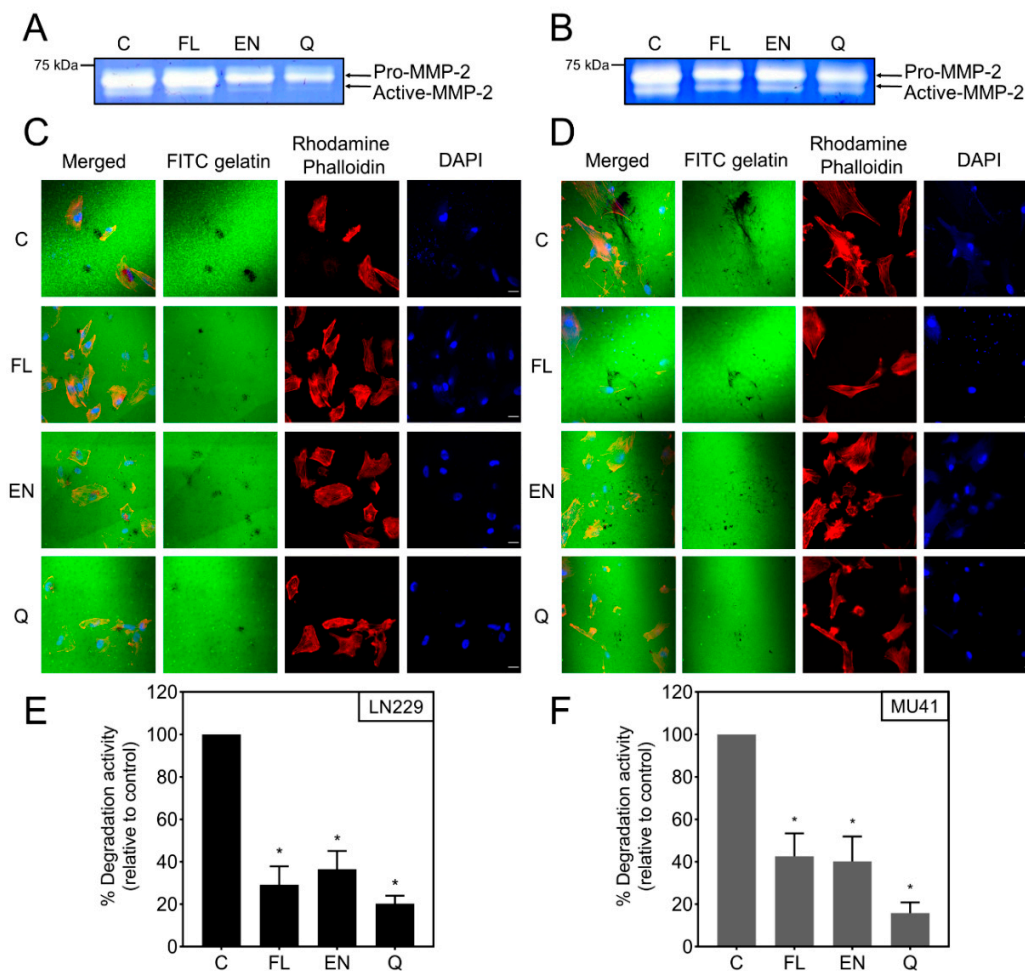 A
C FL EN Q
75 kDa
Pro-MMP-2
Active-MMP-2
B
C FL EN Q
75 kDa
Pro-MMP-2
Active-MMP-2
C
Merged FITC gelatin Rhodamine Phalloidin DAPI
C
FL
EN
Q
D
Merged FITC gelatin Rhodamine Phalloidin DAPI
C
FL
EN
Q
E
LN229
% Degradation activity
(relative to control)
120
100
80
60
40
20
0
* * *
C FL EN Q
F
MU41
% Degradation activity
(relative to control)
120
100
80
60
40
20
0
* * *
C FL EN Q